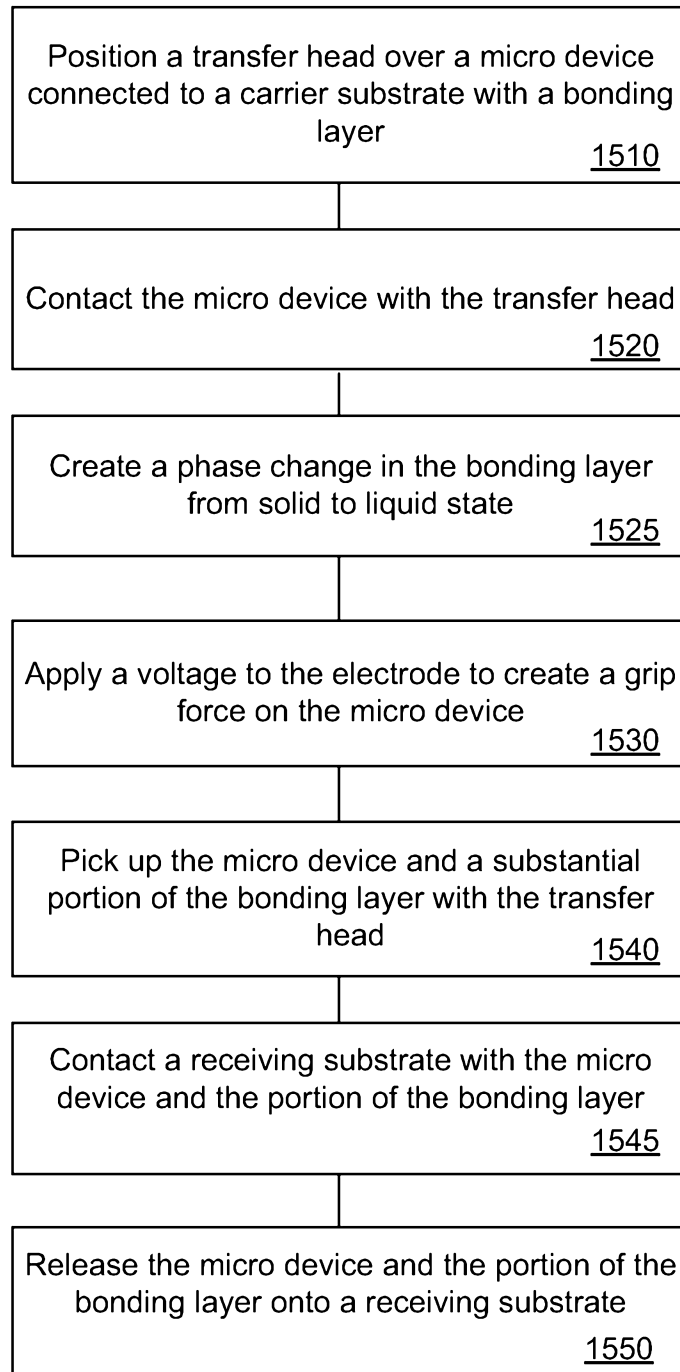 Position a transfer head over a micro device
connected to a carrier substrate with a bonding
layer
1510
Contact the micro device with the transfer head
1520
Create a phase change in the bonding layer
from solid to liquid state
1525
Apply a voltage to the electrode to create a grip
force on the micro device
1530
Pick up the micro device and a substantial
portion of the bonding layer with the transfer
head
1540
Contact a receiving substrate with the micro
device and the portion of the bonding layer
1545
Release the micro device and the portion of the
bonding layer onto a receiving substrate
1550